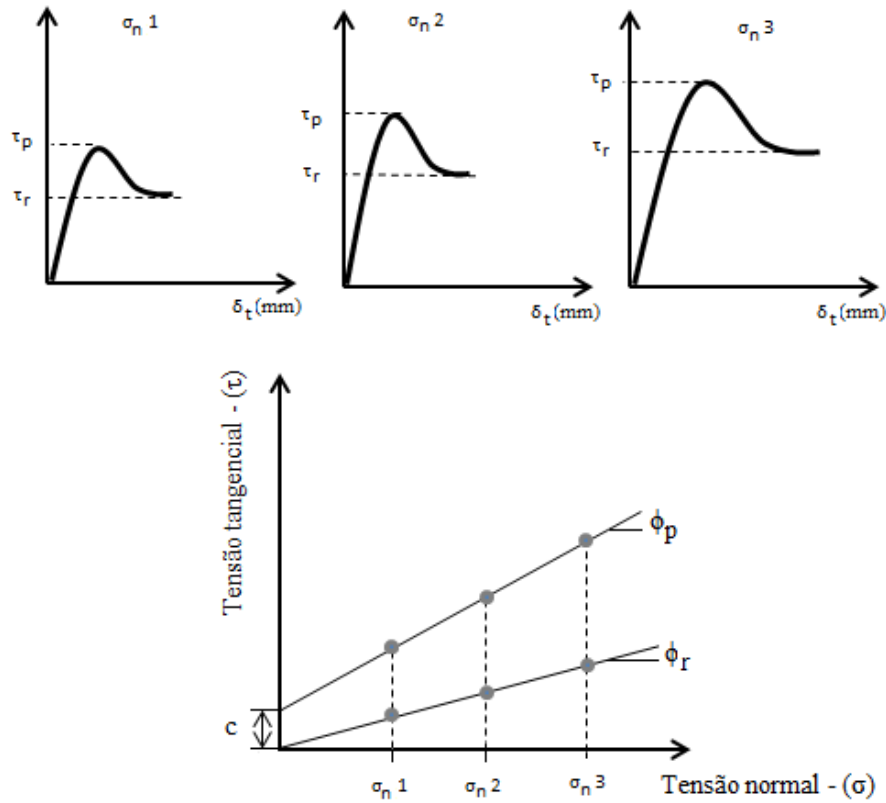 σn 1
τp
τr
δt(mm)
σn 2
τp
τr
δt(mm)
σn 3
τp
τr
δt(mm)
Tensão tangencial - (τ)
ϕp
ϕr
c
σn 1
σn 2
σn 3
Tensão normal - (σ)